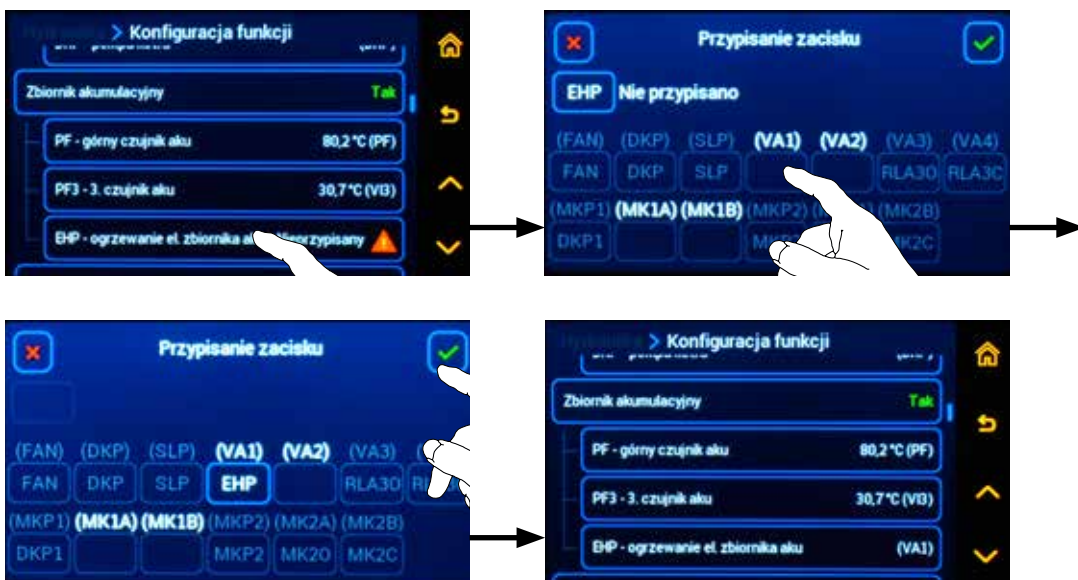 > Konfiguracja funkcji
Zbiornik akumulacyjny Tak
PF - górny czujnik aku 80,2 °C (PF)
PF3 - 3. czujnik aku 30,7 °C (VI3)
EHP - ogrzewanie el. zbiornika
Przypisanie zacisku
EHP Nie przypisano
(FAN) (DKP) (SLP) (VA1) (VA2) (VA3) (VA4)
FAN DKP SLP RLA30 RLA3C
(MKP1) (MK1A) (MK1B) (MKP2) (MK2B)
DKP1
Przypisanie zacisku
(FAN) (DKP) (SLP) (VA1) (VA2) (VA3)
FAN DKP SLP EHP RLA30
(MKP1) (MK1A) (MK1B) (MKP2) (MK2A) (MK2B)
DKP1 MKP2 MK2O MK2C
> Konfiguracja funkcji
Zbiornik akumulacyjny Tak
PF - górny czujnik aku 80,2 °C (PF)
PF3 - 3. czujnik aku 30,7 °C (VI3)
EHP - ogrzewanie el. zbiornika aku (VA1)